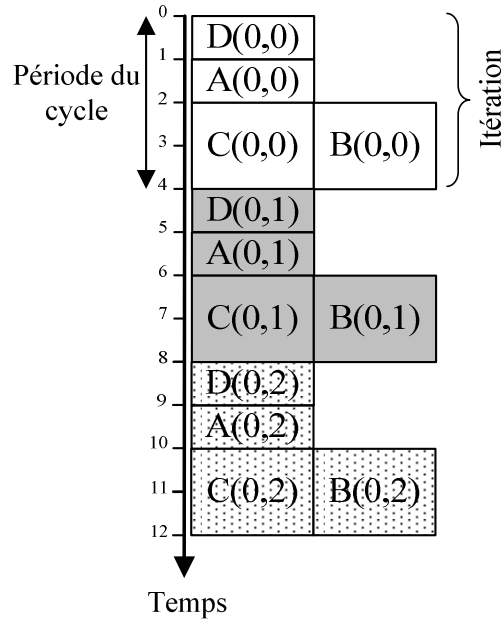 0
D(0,0)
1
Période du
cycle
A(0,0)
2
C(0,0) B(0,0)
3
Itération
4
D(0,1)
5
A(0,1)
6
C(0,1) B(0,1)
7
8
D(0,2)
9
A(0,2)
10
C(0,2) B(0,2)
11
12
Temps